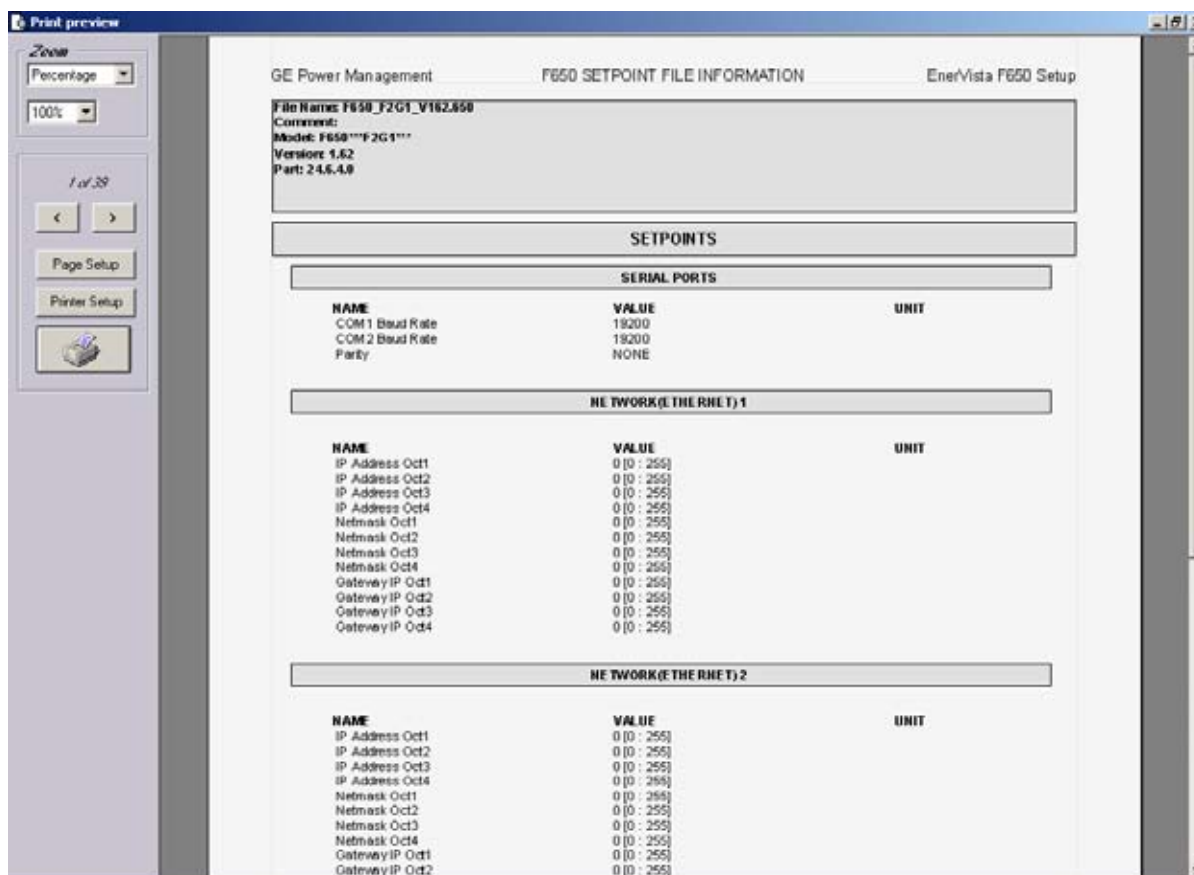 Print preview
Zoom
Percentage
100%
1 of 39
< >
Page Setup
Printer Setup
GE Power Management F650 SETPOINT FILE INFORMATION EnerVista F650 Setup
File Name: F650_F2G1_V162.650
Comment:
Model: F650***F2G1***
Version: 1.62
Part: 2.4.6.4.0
SETPOINTS
SERIAL PORTS
NAME VALUE UNIT
COM1 Baud Rate 19200
COM2 Baud Rate 19200
Parity NONE
NETWORK(ETHERNET) 1
NAME VALUE UNIT
IP Address Oct1 0 [0 : 255]
IP Address Oct2 0 [0 : 255]
IP Address Oct3 0 [0 : 255]
IP Address Oct4 0 [0 : 255]
Netmask Oct1 0 [0 : 255]
Netmask Oct2 0 [0 : 255]
Netmask Oct3 0 [0 : 255]
Netmask Oct4 0 [0 : 255]
Gateway IP Oct1 0 [0 : 255]
Gateway IP Oct2 0 [0 : 255]
Gateway IP Oct3 0 [0 : 255]
Gateway IP Oct4 0 [0 : 255]
NETWORK(ETHERNET) 2
NAME VALUE UNIT
IP Address Oct1 0 [0 : 255]
IP Address Oct2 0 [0 : 255]
IP Address Oct3 0 [0 : 255]
IP Address Oct4 0 [0 : 255]
Netmask Oct1 0 [0 : 255]
Netmask Oct2 0 [0 : 255]
Netmask Oct3 0 [0 : 255]
Netmask Oct4 0 [0 : 255]
Gateway IP Oct1 0 [0 : 255]
Gateway IP Oct2 0 [0 : 255]